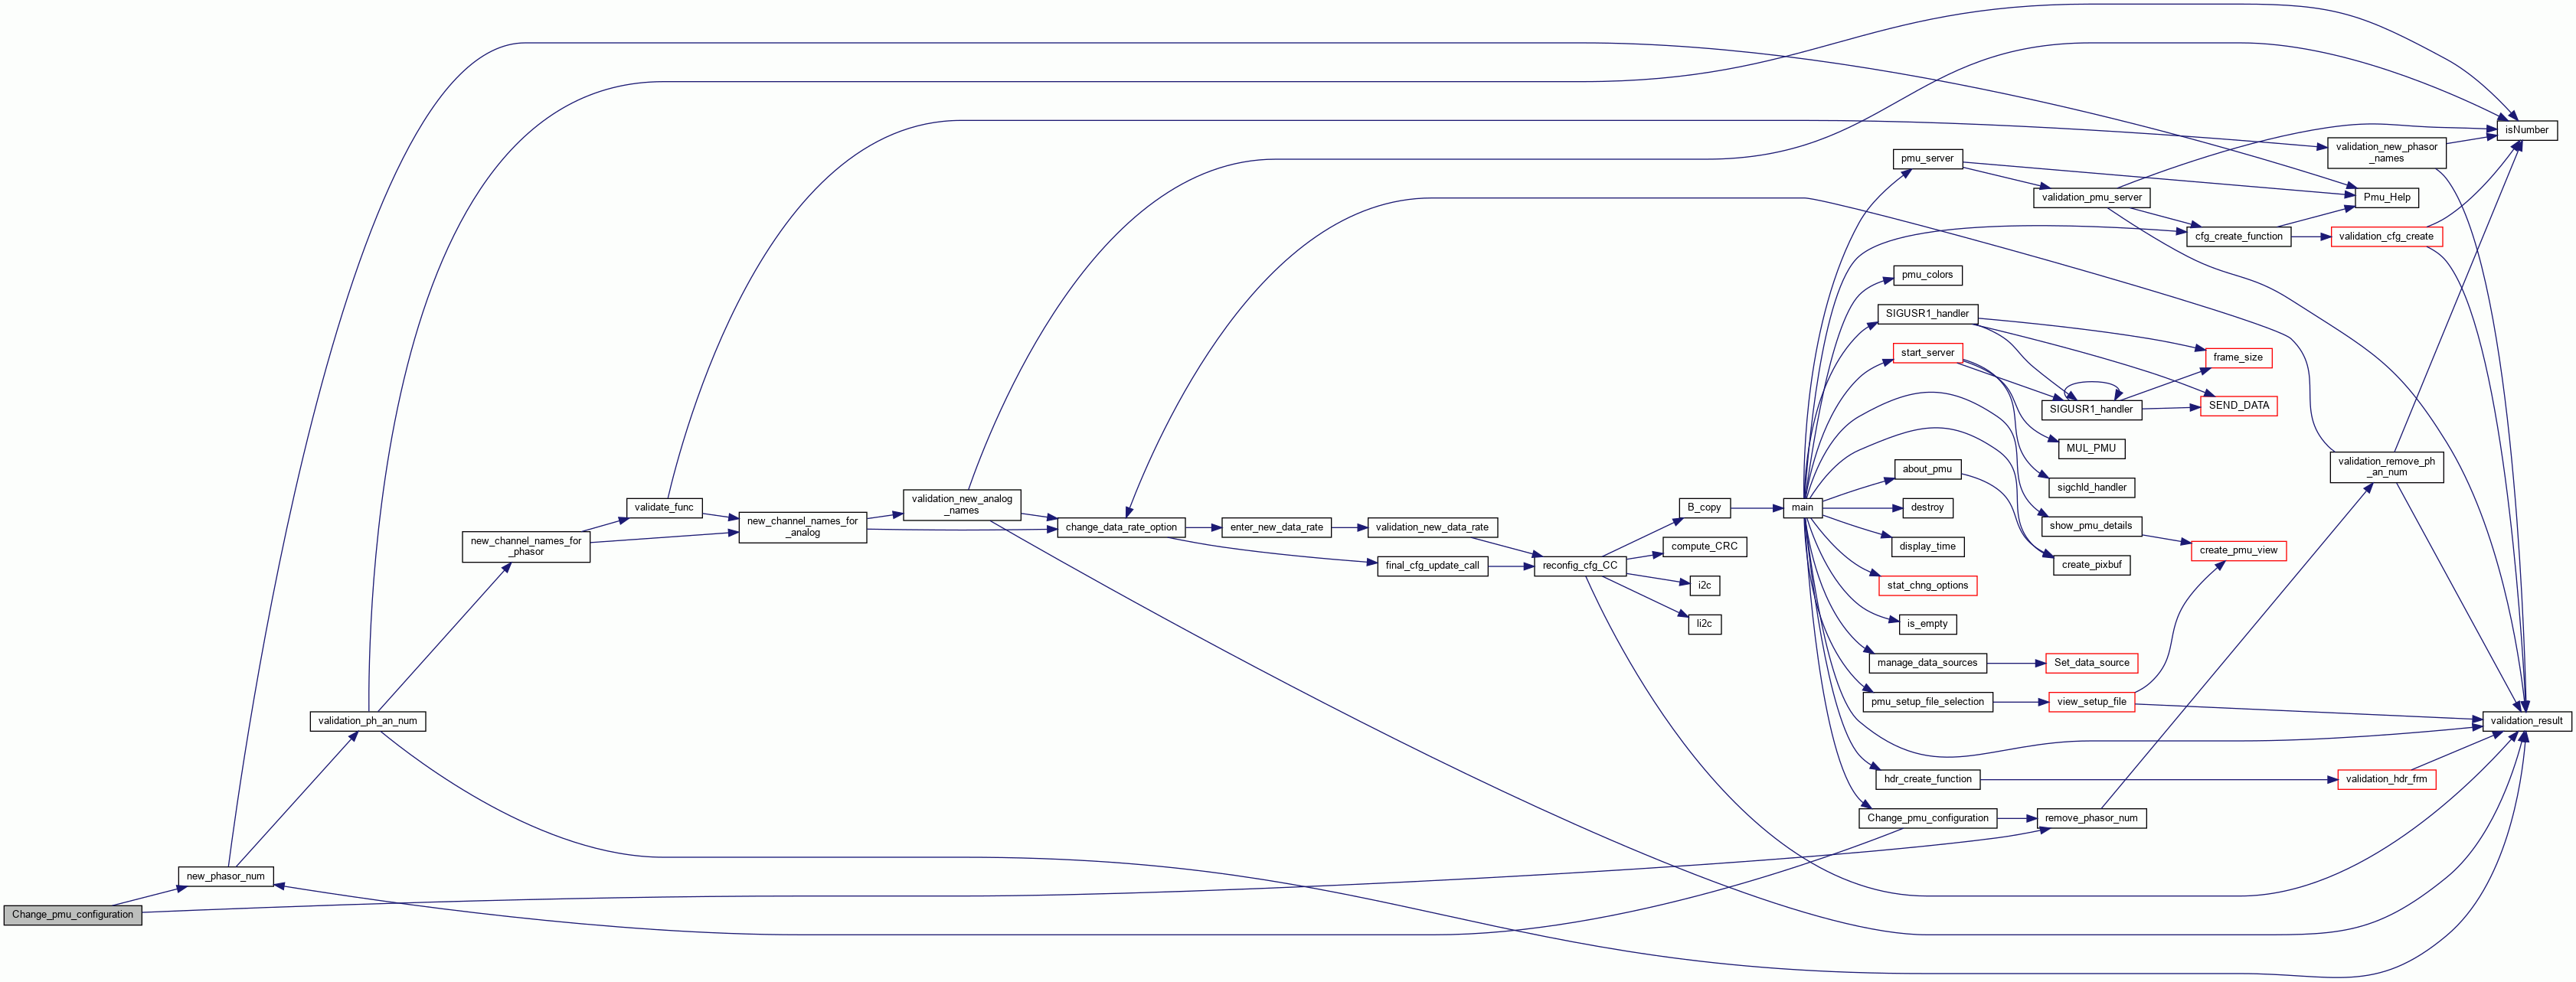 isNumber
validation_new_phasor
_names
pmu_server
validation_pmu_server
Pmu_Help
cfg_create_function
validation_cfg_create
pmu_colors
SIGUSR1_handler
start_server
frame_size
SIGUSR1_handler
SEND_DATA
MUL_PMU
about_pmu
validation_remove_ph
_an_num
sigchld_handler
validate_func
validation_new_analog
_names
B_copy
main
destroy
new_channel_names_for
_analog
change_data_rate_option
enter_new_data_rate
validation_new_data_rate
show_pmu_details
new_channel_names_for
_phasor
compute_CRC
display_time
create_pmu_view
final_cfg_update_call
reconfig_cfg_CC
create_pixbuf
i2c
stat_chng_options
li2c
is_empty
manage_data_sources
Set_data_source
pmu_setup_file_selection
view_setup_file
validation_ph_an_num
validation_result
hdr_create_function
validation_hdr_frm
Change_pmu_configuration
remove_phasor_num
new_phasor_num
Change_pmu_configuration